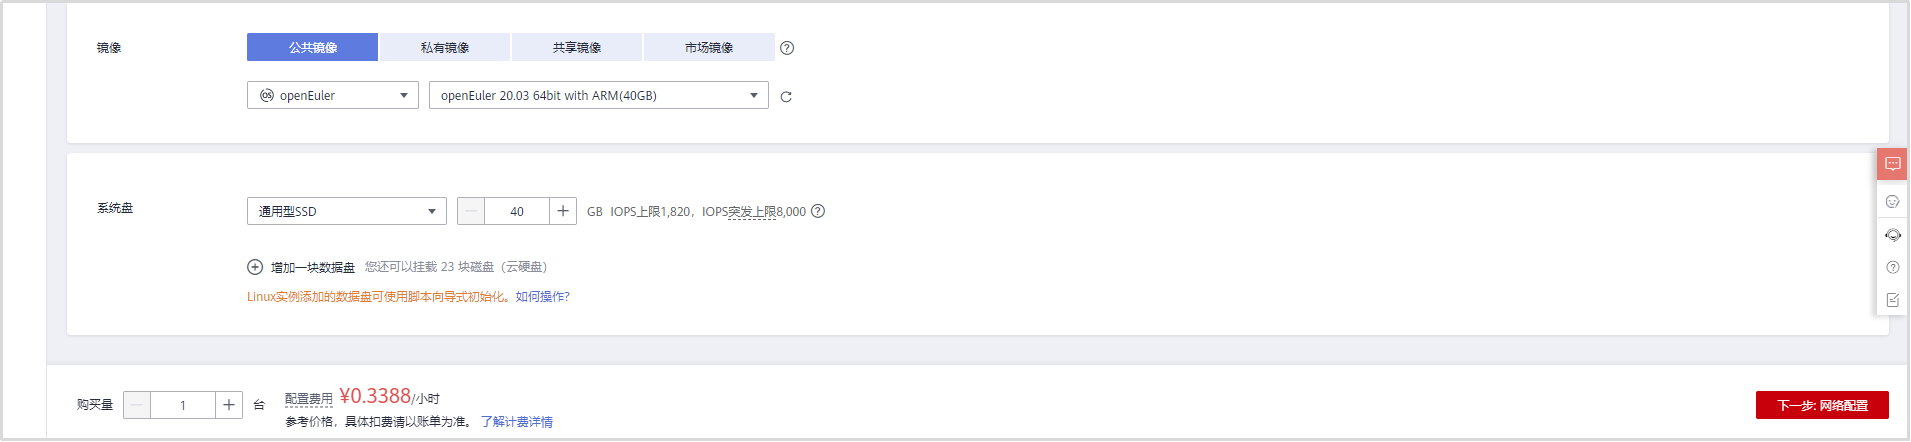 镜像 公共镜像 私有镜像 共享镜像 市场镜像
openEuler openEuler 20.03 64bit with ARM(40GB)
系统盘 通用型SSD 40 GB IOPS上限1,820，IOPS突发上限8,000
增加一块数据盘 您还可以挂载 23 块磁盘（云硬盘）
Linux实例添加的数据盘可使用脚本向导式初始化。如何操作?
购买量 1 台 配置费用 ¥0.3388/小时
参考价格，具体扣费请以账单为准。 了解计费详情
下一步: 网络配置